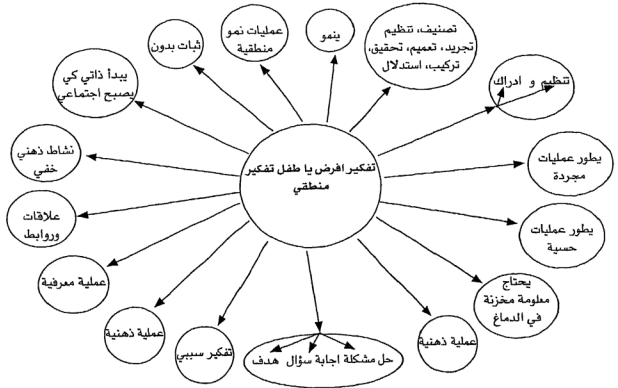 تصنيف، تنظيم
تجريد، تعميم، تحقيق،
تركيب، استدلال
ينمو
عمليات نمو
منطقية
ثبات بدون
يبدأ ذاتي كي
يصبح اجتماعي
نشاط ذهني
خفي
علاقات
وروابط
عملية معرفية
عملية ذهنية
تفكير سببي
حل مشكلة اجابة سؤال هدف
عملية ذهنية
يحتاج
معلومة مخزنة
في الدماغ
يطور عمليات
حسية
يطور عمليات
مجردة
تنظيم و ادراك
تفكير افرض يا طفل تفكير
منطقي